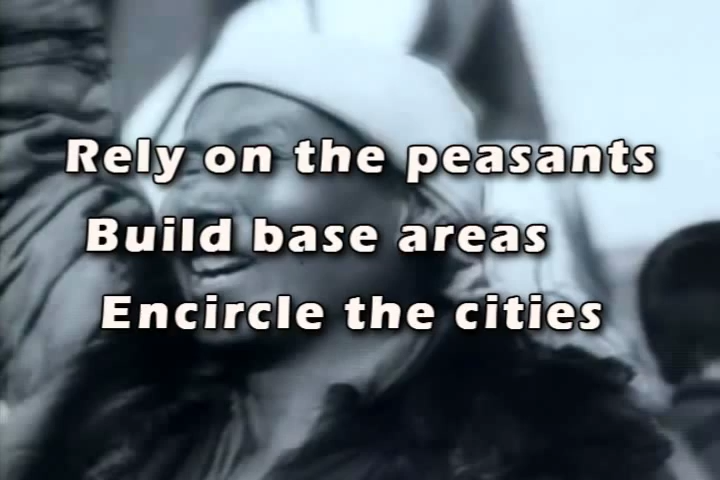 Rely on the peasants
Build base areas
Encircle the cities